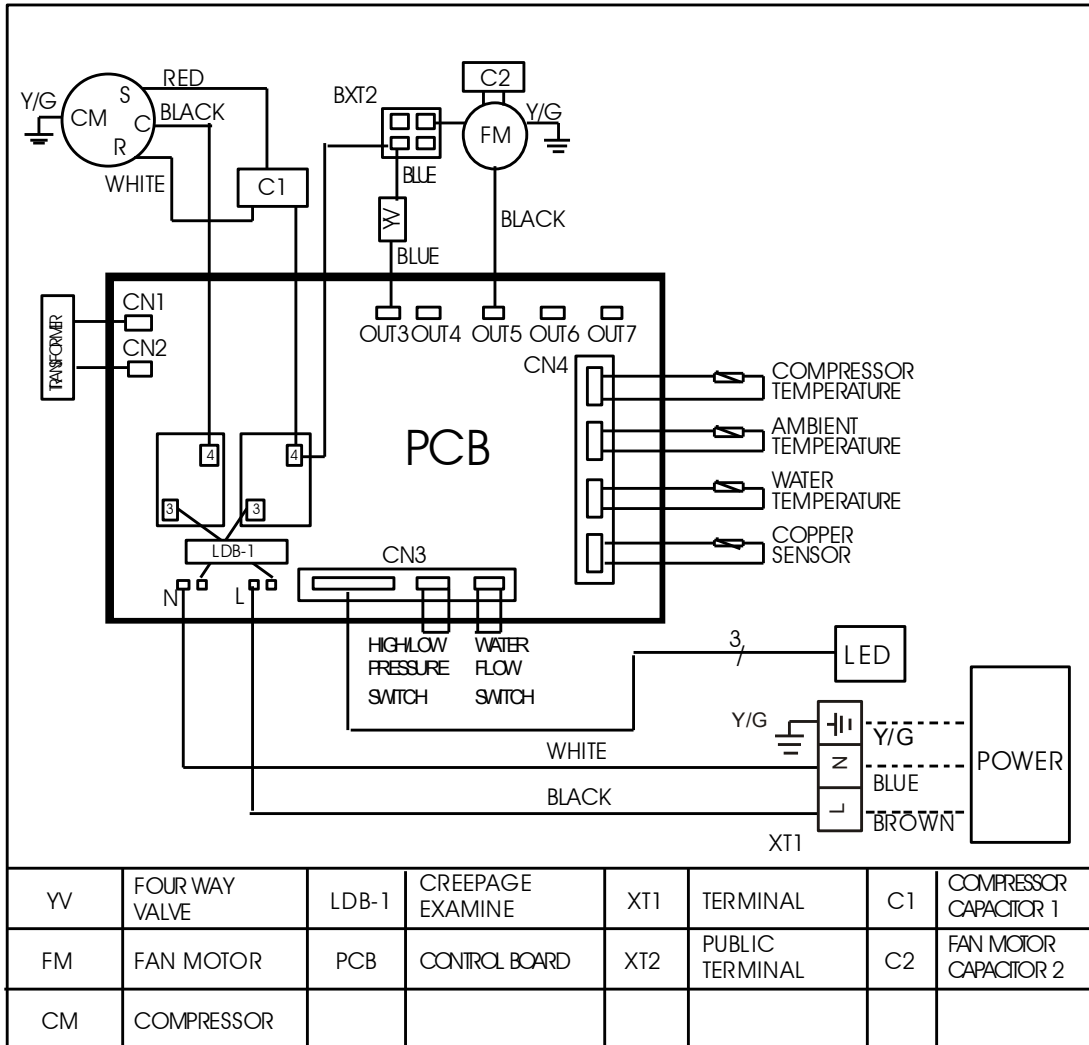 RED
C2
Y/G
S
BXT2
BLACK
Y/G
CM
C
FM
R
WHITE
C1
BLUE
YV
BLACK
BLUE
TRANSFORMER
CN1
CN2
OUT3 OUT4 OUT5 OUT6 OUT7
CN4
COMPRESSOR
TEMPERATURE
AMBIENT
TEMPERATURE
WATER
TEMPERATURE
COPPER
SENSOR
PCB
4
4
3
3
LDB-1
CN3
N
L
HIGH/LOW
PRESSURE
SWITCH
WATER
FLOW
SWITCH
3
LED
Y/G
Y/G
N
BLUE
L
BROWN
POWER
WHITE
BLACK
XT1
YV FOUR WAY VALVE LDB-1 CREEPAGE EXAMINE XT1 TERMINAL C1 COMPRESSOR CAPACITOR 1
FM FAN MOTOR PCB CONTROL BOARD XT2 PUBLIC TERMINAL C2 FAN MOTOR CAPACITOR 2
CM COMPRESSOR